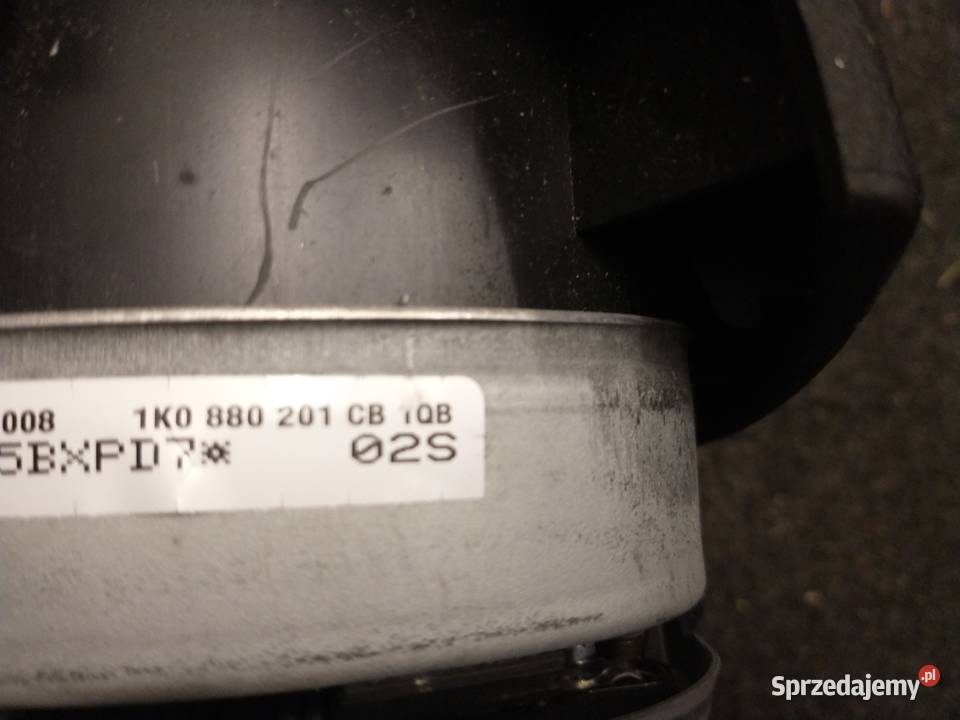 008 1K0 880 201 CB 1QB
5BXPD7* 02S
Sprzedajemy.pl